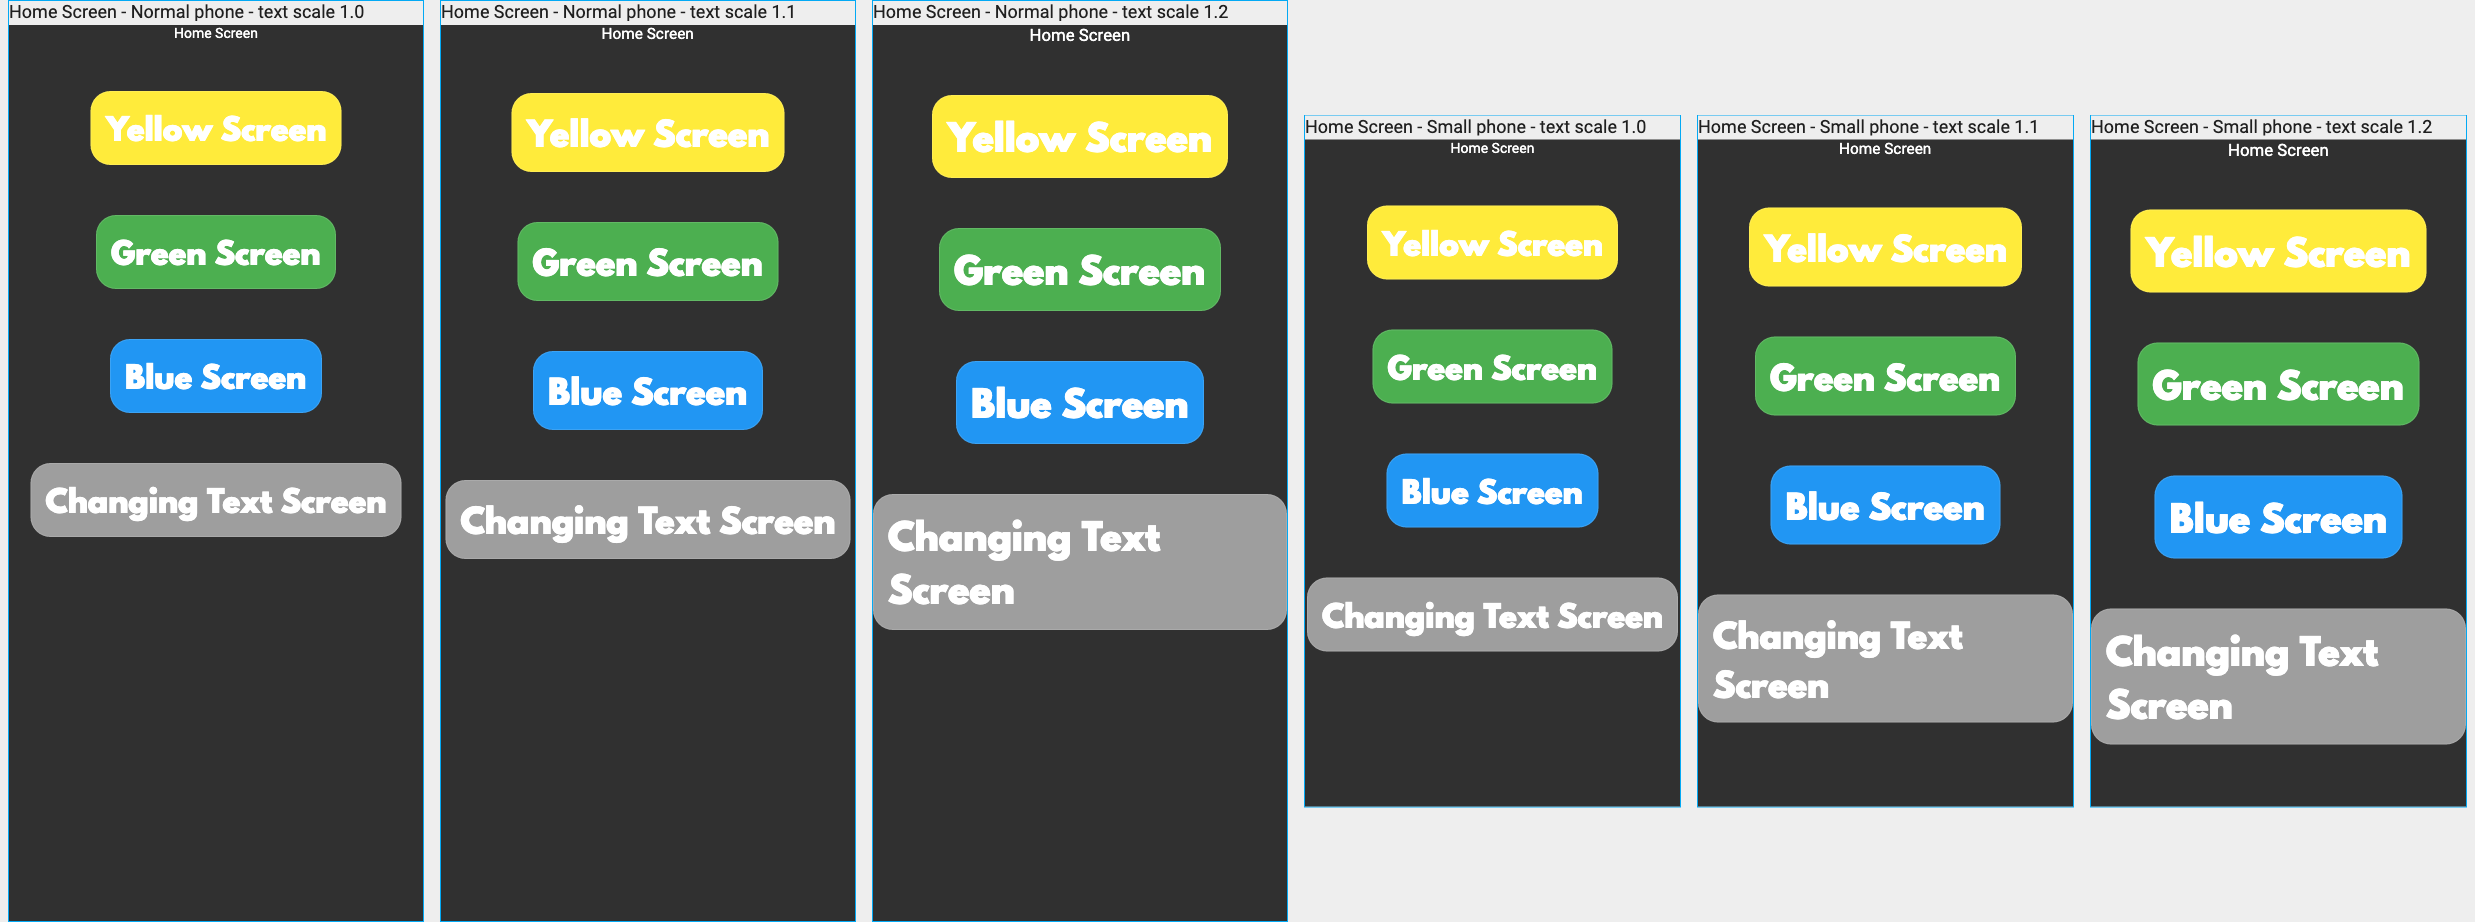 Home Screen - Normal phone - text scale 1.0
Home Screen
Yellow Screen
Green Screen
Blue Screen
Changing Text Screen
Home Screen - Normal phone - text scale 1.1
Home Screen
Yellow Screen
Green Screen
Blue Screen
Changing Text Screen
Home Screen - Normal phone - text scale 1.2
Home Screen
Yellow Screen
Green Screen
Blue Screen
Changing Text
Screen
Home Screen - Small phone - text scale 1.0
Home Screen
Yellow Screen
Green Screen
Blue Screen
Changing Text Screen
Home Screen - Small phone - text scale 1.1
Home Screen
Yellow Screen
Green Screen
Blue Screen
Changing Text
Screen
Home Screen - Small phone - text scale 1.2
Home Screen
Yellow Screen
Green Screen
Blue Screen
Changing Text
Screen